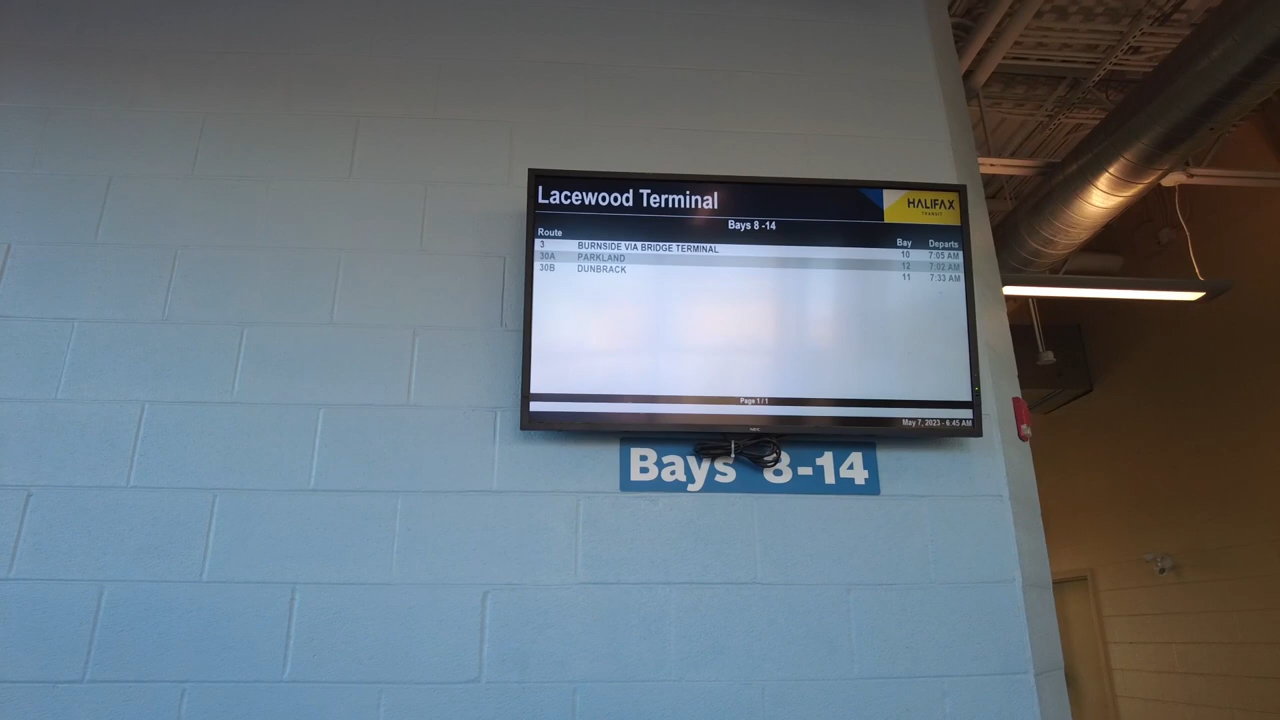 Lacewood Terminal
HALIFAX
TRANSIT
Bays 8 -14
Route Bay Departs
3 BURNSIDE VIA BRIDGE TERMINAL 10 7:05 AM
30A PARKLAND 12 7:02 AM
30B DUNBRACK 11 7:33 AM
Page 1 / 1
May 7, 2023 - 6:45 AM
NEC
Bays 8-14